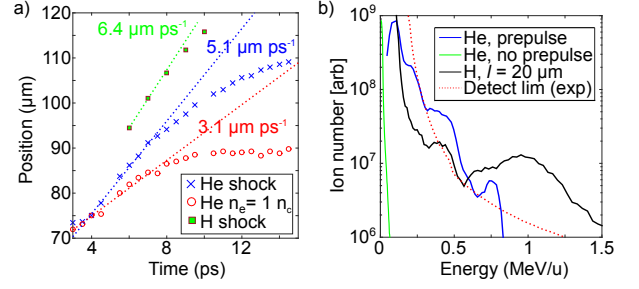 a)
6.4 µm ps⁻¹
5.1 µm ps⁻¹
3.1 µm ps⁻¹
120
110
100
90
80
70
Position (µm)
4 6 8 10 12 14
Time (ps)
He shock
He nₑ= 1 n꜀
H shock
b)
He, prepulse
He, no prepulse
H, l = 20 µm
Detect lim (exp)
10⁹
10⁸
10⁷
10⁶
Ion number [arb]
0 0.5 1 1.5
Energy (MeV/u)